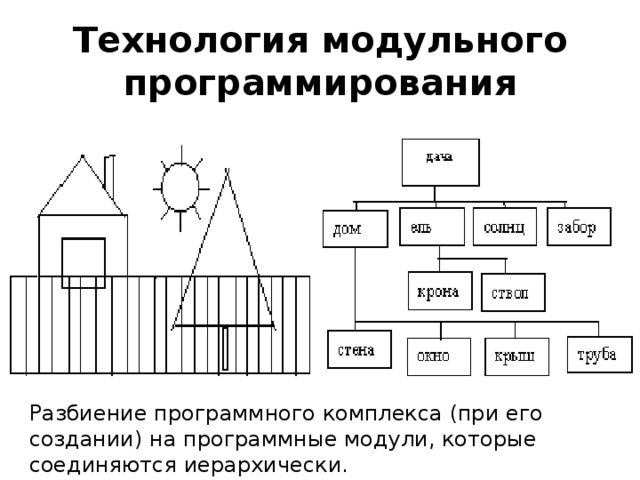 Технология модульного
программирования
дача
дом
ель
солнц
забор
крона
ствол
стена
окно
крыш
труба
Разбиение программного комплекса (при его
создании) на программные модули, которые
соединяются иерархически.